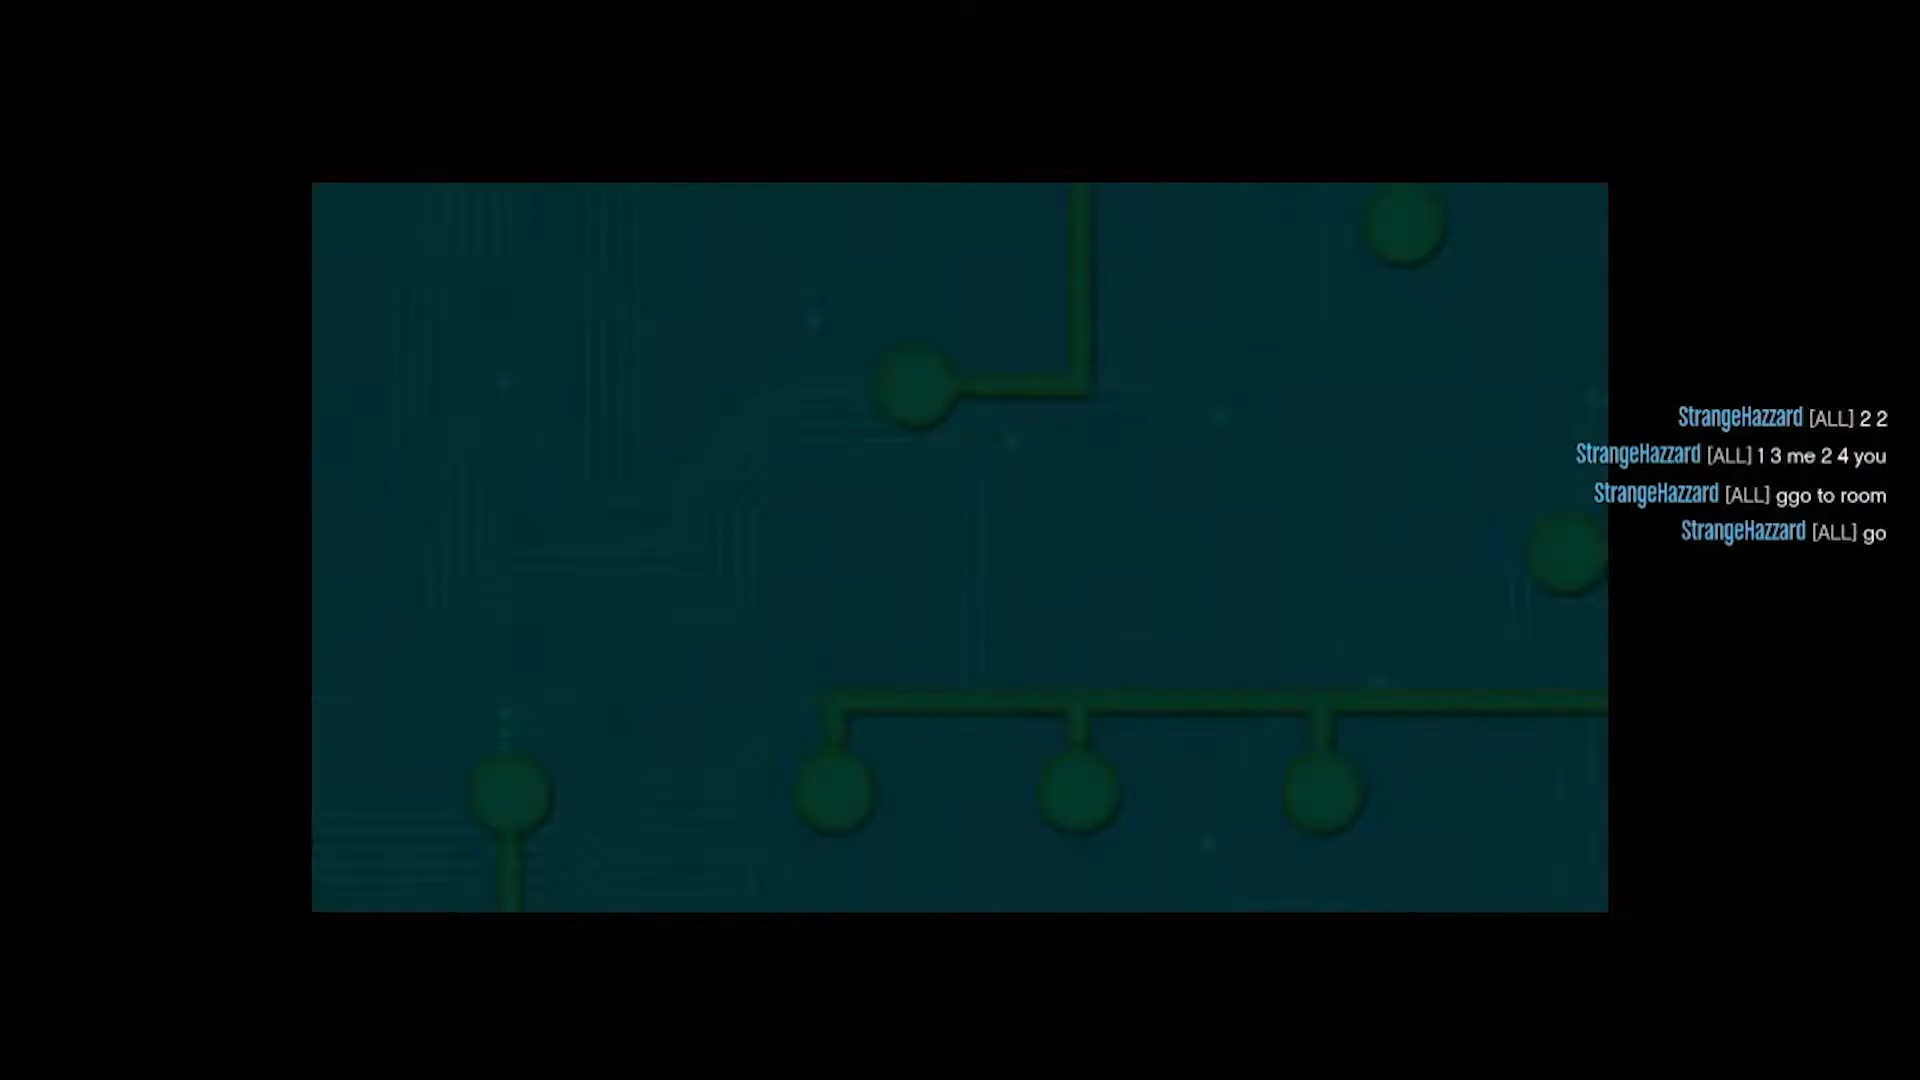 StrangeHazzard [ALL] 2 2
StrangeHazzard [ALL] 1 3 me 2 4 you
StrangeHazzard [ALL] ggo to room
StrangeHazzard [ALL] go